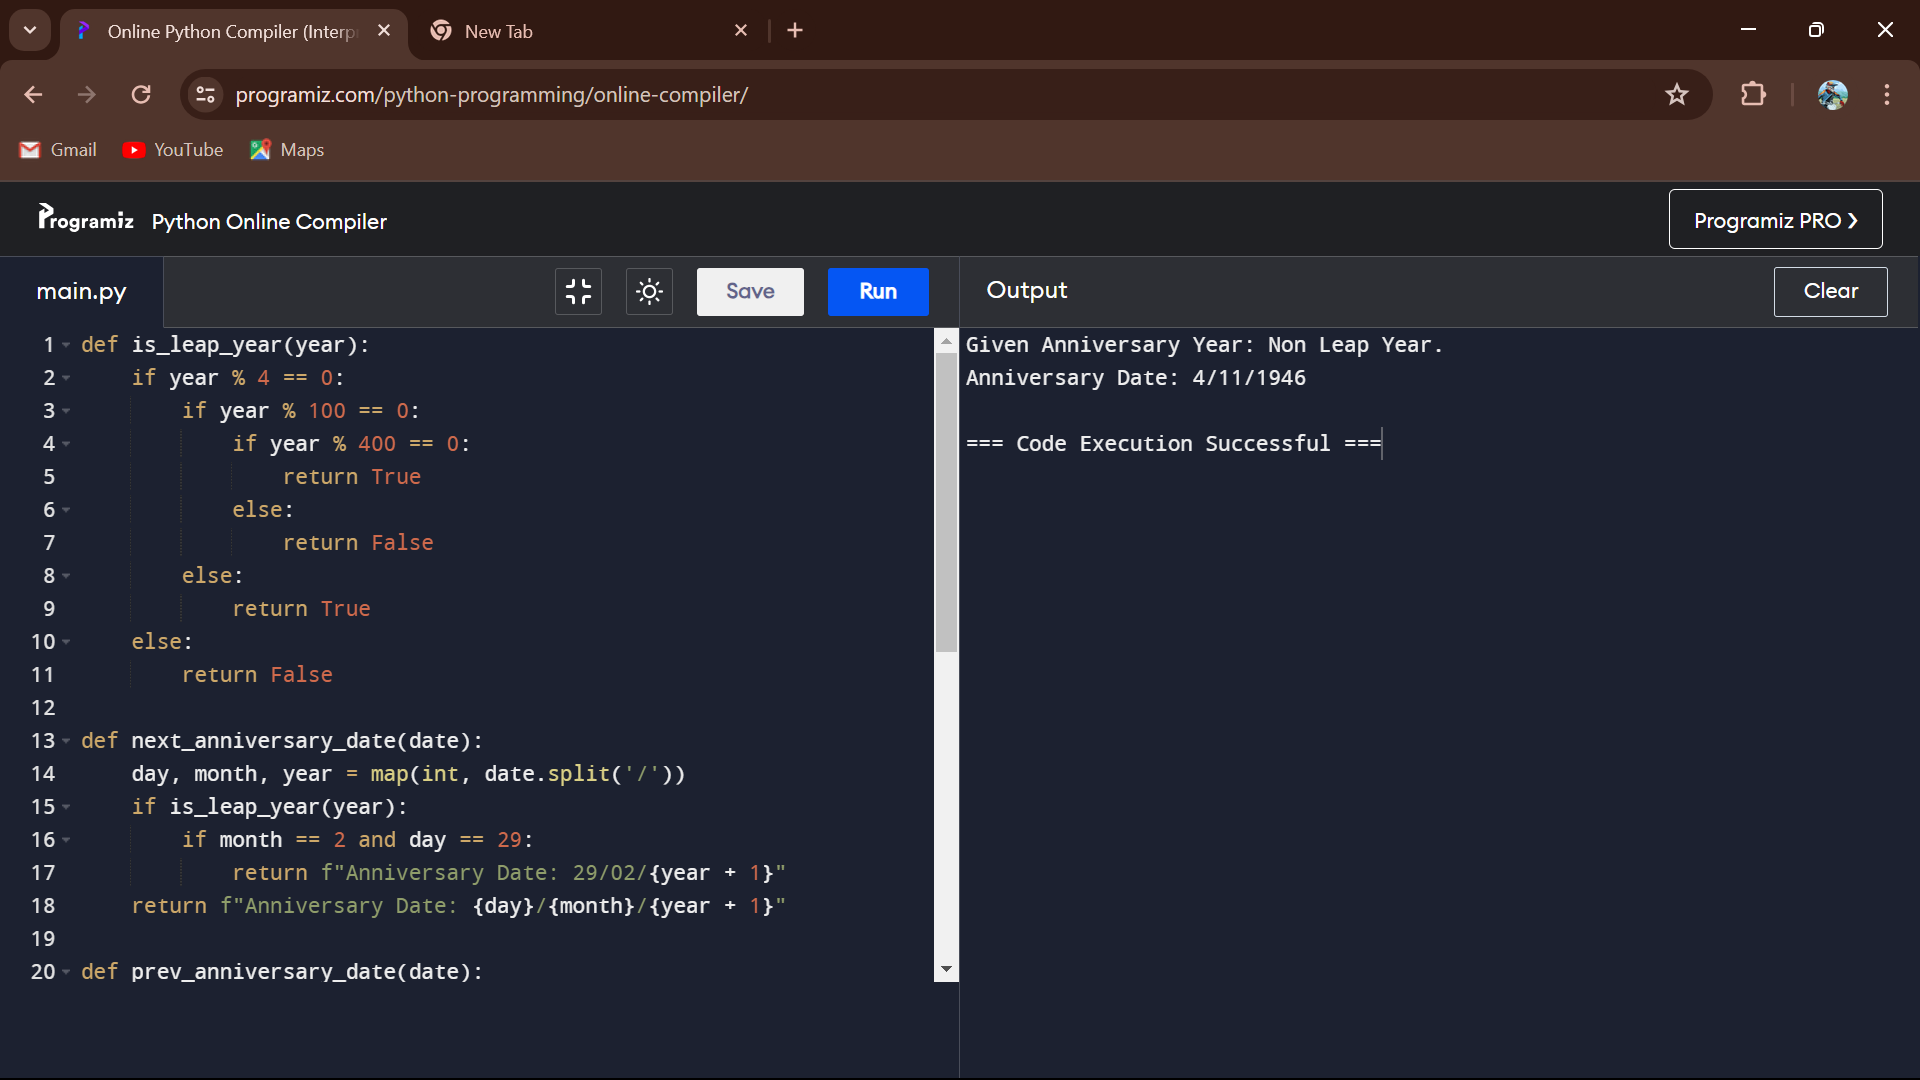 Online Python Compiler (Interp
New Tab
programiz.com/python-programming/online-compiler/
Gmail
YouTube
Maps
Programiz Python Online Compiler
Programiz PRO ❯
main.py
Save
Run
Output
Clear
1 def is_leap_year(year):
2     if year % 4 == 0:
3         if year % 100 == 0:
4             if year % 400 == 0:
5                 return True
6             else:
7                 return False
8         else:
9             return True
10     else:
11         return False
12
13 def next_anniversary_date(date):
14     day, month, year = map(int, date.split('/'))
15     if is_leap_year(year):
16         if month == 2 and day == 29:
17             return f"Anniversary Date: 29/02/{year + 1}"
18     return f"Anniversary Date: {day}/{month}/{year + 1}"
19
20 def prev_anniversary_date(date):
Given Anniversary Year: Non Leap Year.
Anniversary Date: 4/11/1946
=== Code Execution Successful ===